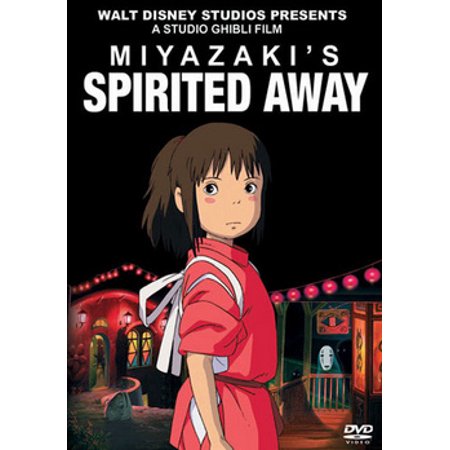 WALT DISNEY STUDIOS PRESENTS
A STUDIO GHIBLI FILM
MIYAZAKI'S
SPIRITED AWAY
DVD
VIDEO